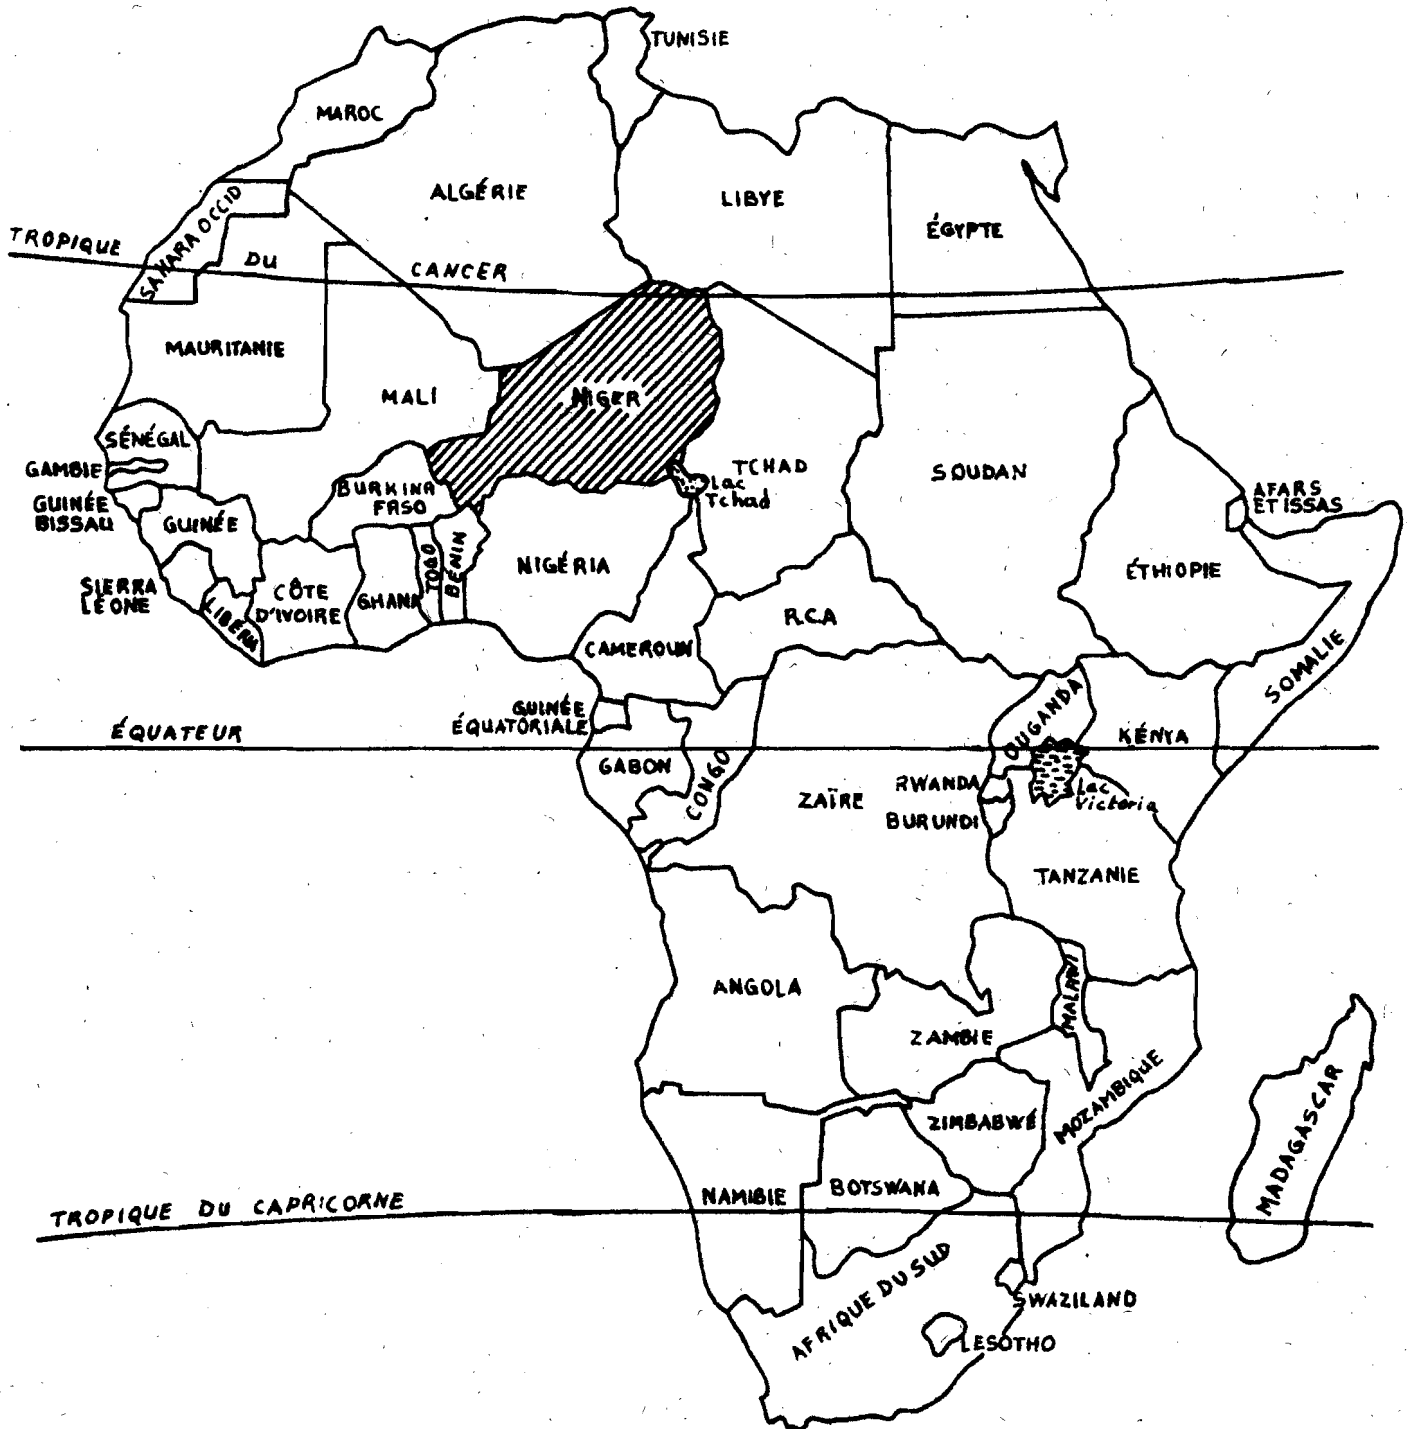 TUNISIE
MAROC
ALGÉRIE
LIBYE
ÉGYPTE
SAHARA OCCID
TROPIQUE DU CANCER
MAURITANIE
MALI
NIGER
TCHAD
Lac
Tchad
SOUDAN
SÉNÉGAL
GAMBIE
GUINÉE
BISSAU
GUINÉE
BURKINA
FASO
AFARS
ET ISSAS
SIERRA
LÉONE
LIBÉRIA
CÔTE
D'IVOIRE
GHANA
TOGO
BÉNIN
NIGÉRIA
ÉTHIOPIE
CAMEROUN
RCA
SOMALIE
GUINÉE
ÉQUATORIALE
ÉQUATEUR
OUGANDA
KÉNYA
GABON
CONGO
ZAÏRE
RWANDA
BURUNDI
Lac
Victoria
TANZANIE
ANGOLA
ZAMBIE
MALAWI
MOZAMBIQUE
MADAGASCAR
ZIMBABWÉ
NAMIBIE
BOTSWANA
TROPIQUE DU CAPRICORNE
AFRIQUE DU SUD
SWAZILAND
LESOTHO